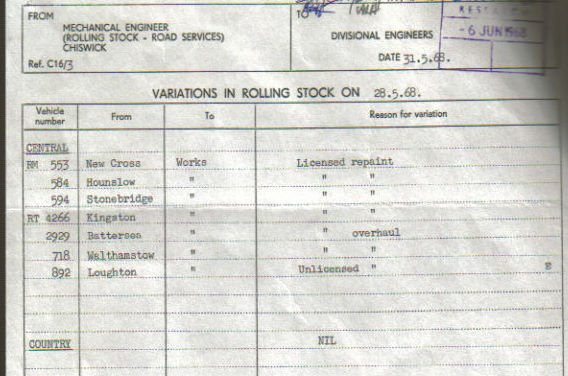 FROM
MECHANICAL ENGINEER
(ROLLING STOCK - ROAD SERVICES)
CHISWICK
Ref. C16/3
TO
DIVISIONAL ENGINEERS
DATE 31.5.68.
- 6 JUN 1968
VARIATIONS IN ROLLING STOCK ON 28.5.68.
Vehicle number From To Reason for variation
CENTRAL
RM 553 New Cross Works Licensed repaint
584 Hounslow " " "
594 Stonebridge " " "
RT 4266 Kingston " " "
2929 Battersea " " overhaul
718 Walthamstow " " "
892 Loughton " Unlicensed " E
COUNTRY NIL